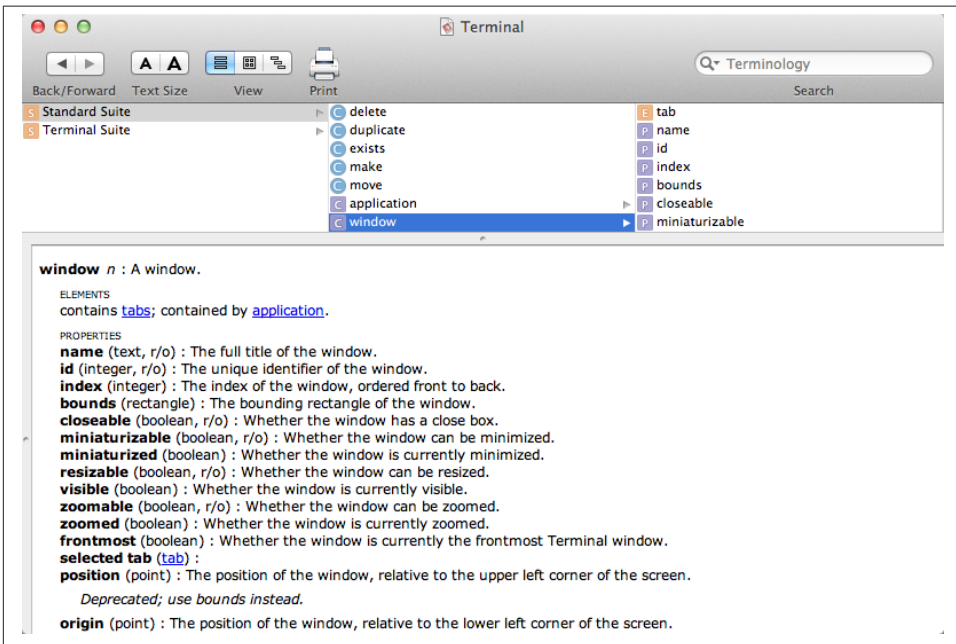 Terminal
A A
Terminology
Back/Forward Text Size View Print Search
S Standard Suite
S Terminal Suite
C delete
C duplicate
C exists
C make
C move
C application
C window
E tab
P name
P id
P index
P bounds
P closeable
P miniaturizable
window n : A window.
ELEMENTS
contains tabs; contained by application.
PROPERTIES
name (text, r/o) : The full title of the window.
id (integer, r/o) : The unique identifier of the window.
index (integer) : The index of the window, ordered front to back.
bounds (rectangle) : The bounding rectangle of the window.
closeable (boolean, r/o) : Whether the window has a close box.
miniaturizable (boolean, r/o) : Whether the window can be minimized.
miniaturized (boolean) : Whether the window is currently minimized.
resizable (boolean, r/o) : Whether the window can be resized.
visible (boolean) : Whether the window is currently visible.
zoomable (boolean, r/o) : Whether the window can be zoomed.
zoomed (boolean) : Whether the window is currently zoomed.
frontmost (boolean) : Whether the window is currently the frontmost Terminal window.
selected tab (tab) :
position (point) : The position of the window, relative to the upper left corner of the screen.
Deprecated; use bounds instead.
origin (point) : The position of the window, relative to the lower left corner of the screen.